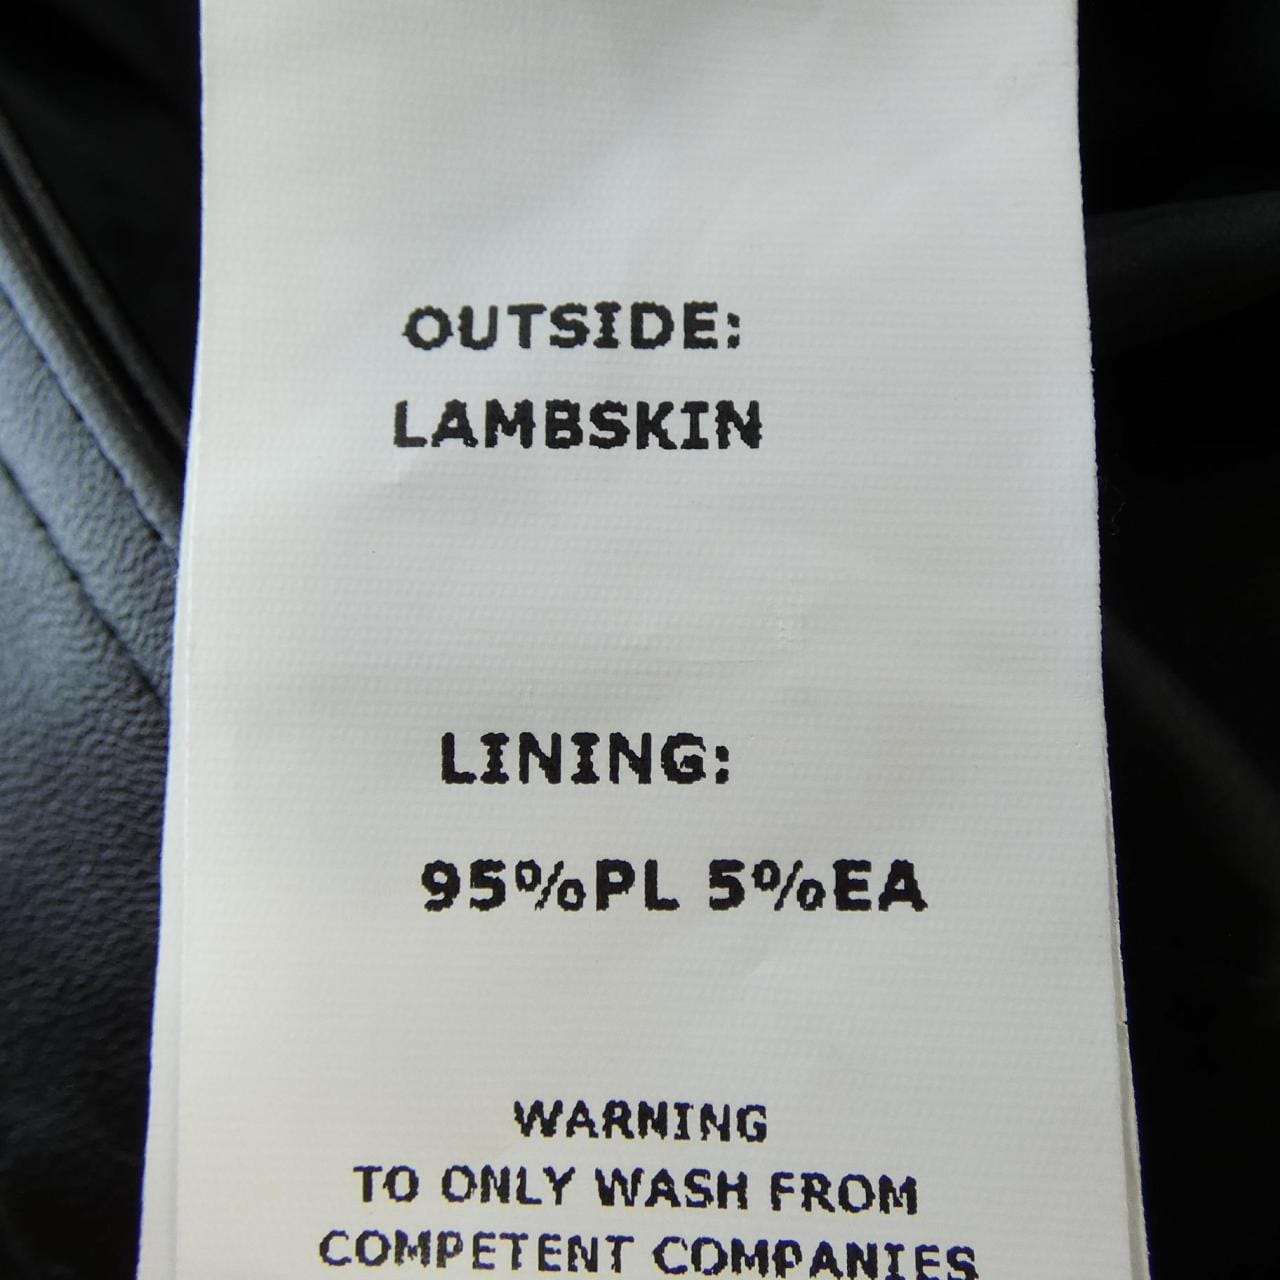 OUTSIDE:
LAMBSKIN
LINING:
95%PL 5%EA
WARNING
TO ONLY WASH FROM
COMPETENT COMPANIES